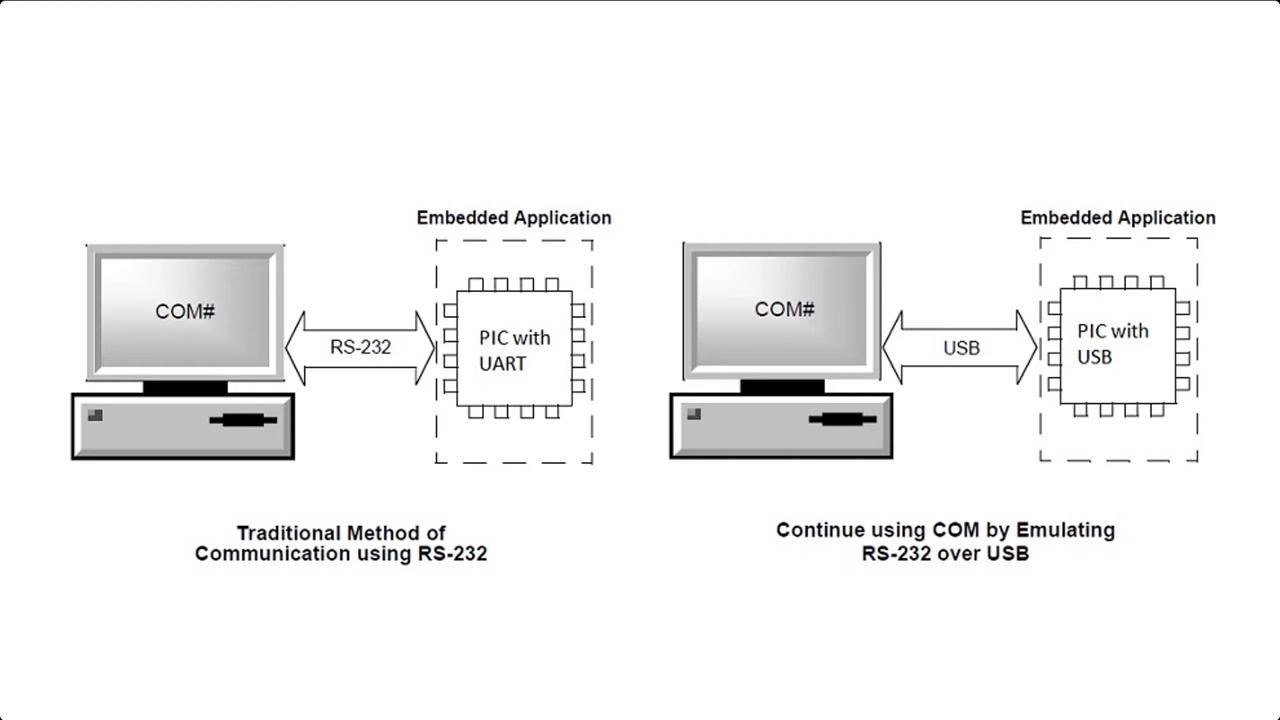 Embedded Application
COM#
RS-232
PIC with
UART
Traditional Method of
Communication using RS-232
Embedded Application
COM#
USB
PIC with
USB
Continue using COM by Emulating
RS-232 over USB